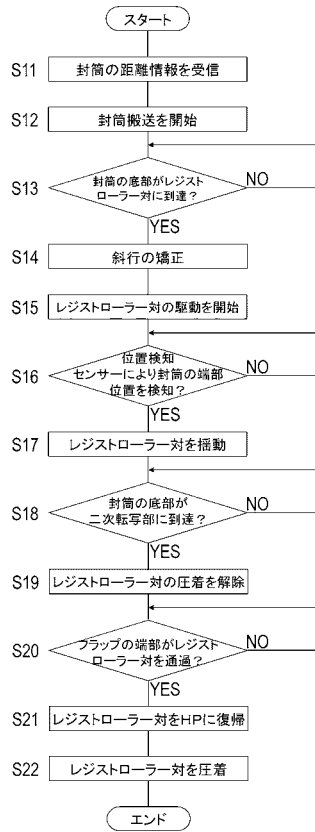 スタート
S11
封筒の距離情報を受信
S12
封筒搬送を開始
S13
封筒の底部がレジスト
ローラー対に到達？
NO
YES
S14
斜行の矯正
S15
レジストローラー対の駆動を開始
S16
位置検知
センサーにより封筒の端部
位置を検知？
NO
YES
S17
レジストローラー対を揺動
S18
封筒の底部が
二次転写部に到達？
NO
YES
S19
レジストローラー対の圧着を解除
S20
フラップの端部がレジスト
ローラー対を通過？
NO
YES
S21
レジストローラー対をHPに復帰
S22
レジストローラー対を圧着
エンド